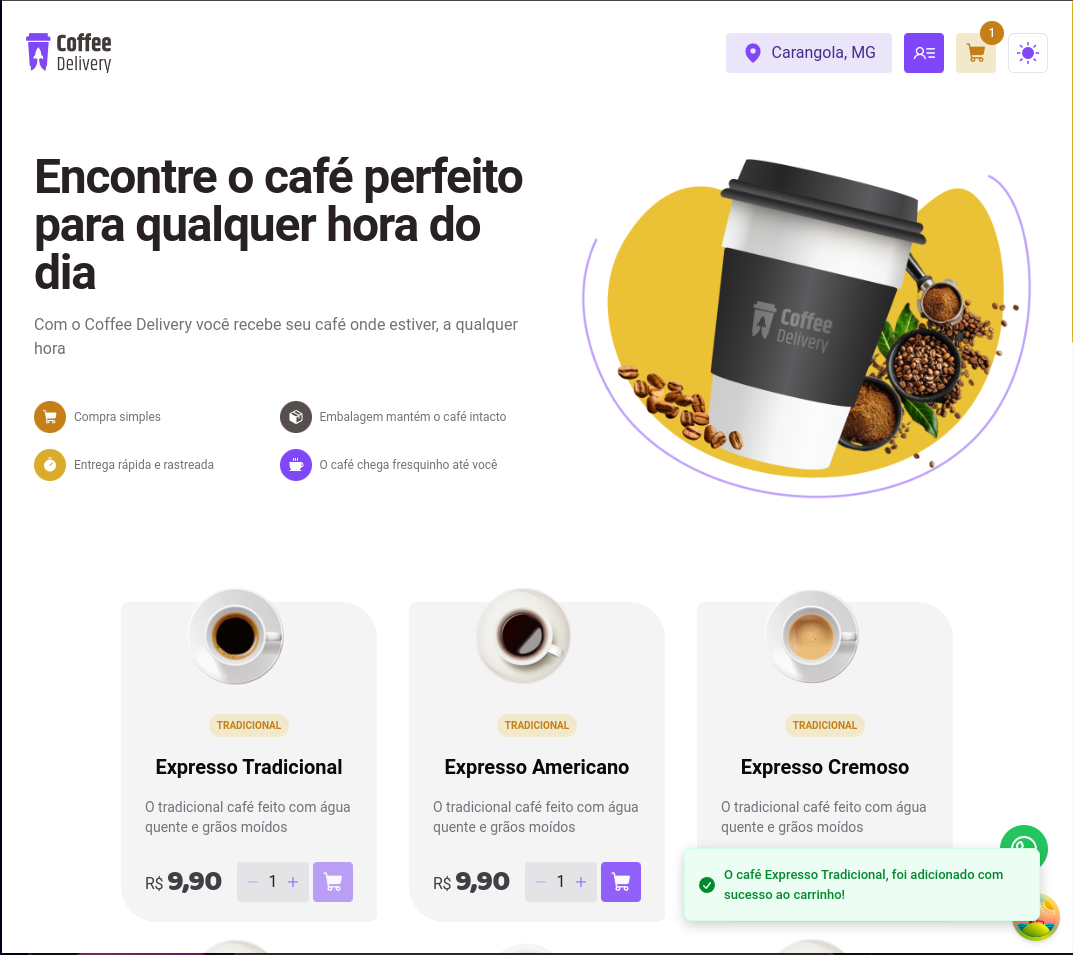 Coffee
Delivery
Carangola, MG
1
Encontre o café perfeito
para qualquer hora do
dia
Com o Coffee Delivery você recebe seu café onde estiver, a qualquer
hora
Compra simples
Embalagem mantém o café intacto
Entrega rápida e rastreada
O café chega fresquinho até você
Coffee
Delivery
TRADICIONAL
TRADICIONAL
TRADICIONAL
Expresso Tradicional
Expresso Americano
Expresso Cremoso
O tradicional café feito com água
quente e grãos moídos
O tradicional café feito com água
quente e grãos moídos
O tradicional café feito com água
quente e grãos moídos
R$ 9,90
− 1 +
R$ 9,90
− 1 +
O café Expresso Tradicional, foi adicionado com
sucesso ao carrinho!